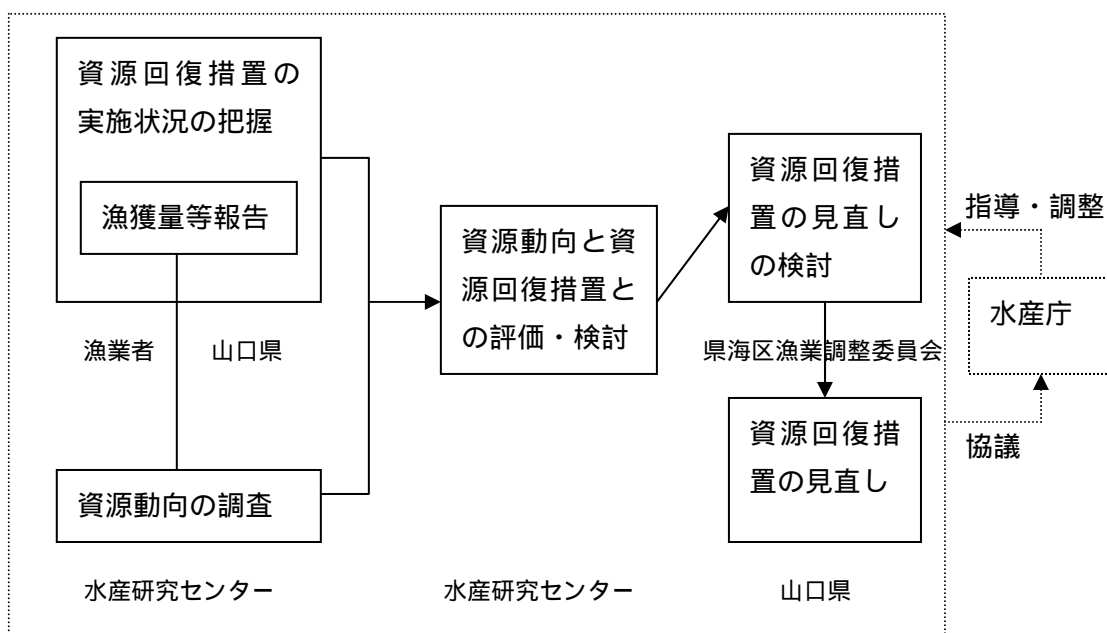 資源回復措置の
実施状況の把握
漁獲量等報告
漁業者
山口県
資源動向の調査
水産研究センター
資源動向と資
源回復措置と
の評価・検討
水産研究センター
資源回復措
置の見直し
の検討
県海区漁業調整委員会
資源回復措
置の見直し
山口県
指導・調整
水産庁
協議